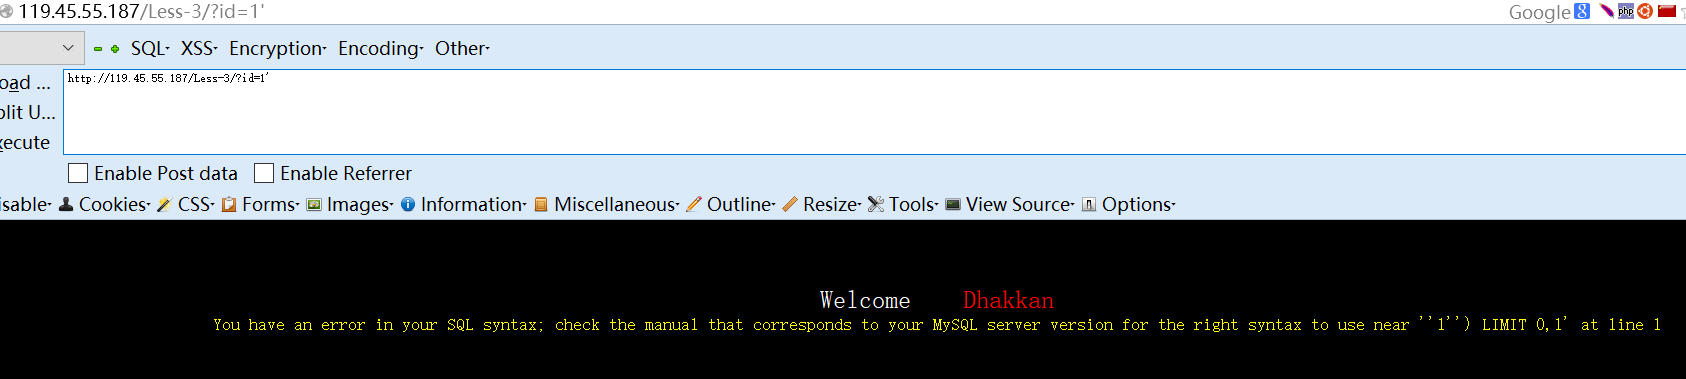 119.45.55.187/Less-3/?id=1' Google 8 php
SQL XSS Encryption Encoding Other
oad ... http://119.45.55.187/Less-3/?id=1'
plit U...
xecute
Enable Post data Enable Referrer
isable Cookies CSS Forms Images Information Miscellaneous Outline Resize Tools View Source Options
Welcome Dhakkan
You have an error in your SQL syntax; check the manual that corresponds to your MySQL server version for the right syntax to use near ''1'') LIMIT 0,1' at line 1